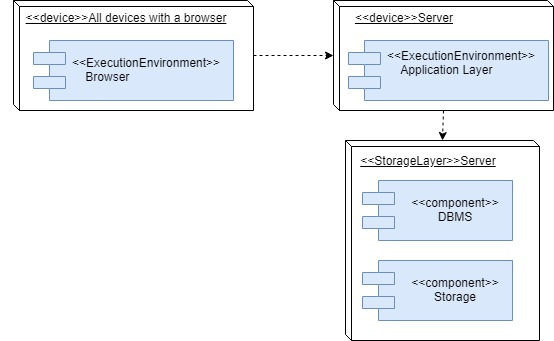 <<device>>All devices with a browser
<<ExecutionEnvironment>>
Browser
<<device>>Server
<<ExecutionEnvironment>>
Application Layer
<<StorageLayer>>Server
<<component>>
DBMS
<<component>>
Storage